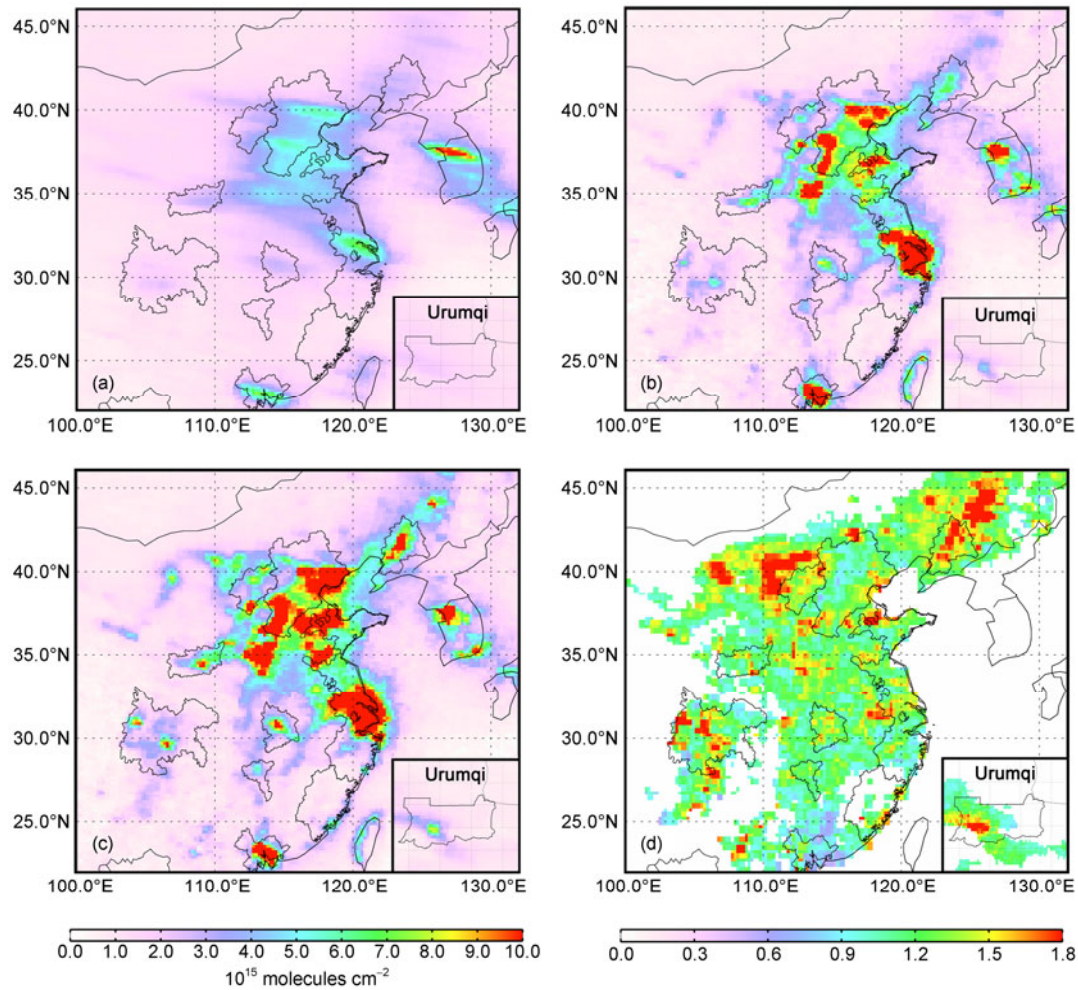 45.0°N
40.0°N
35.0°N
30.0°N
25.0°N
Urumqi
(a)
100.0°E 110.0°E 120.0°E 130.0°E
45.0°N
40.0°N
35.0°N
30.0°N
25.0°N
Urumqi
(b)
100.0°E 110.0°E 120.0°E 130.0°E
45.0°N
40.0°N
35.0°N
30.0°N
25.0°N
Urumqi
(c)
100.0°E 110.0°E 120.0°E 130.0°E
45.0°N
40.0°N
35.0°N
30.0°N
25.0°N
Urumqi
(d)
100.0°E 110.0°E 120.0°E 130.0°E
0.0 1.0 2.0 3.0 4.0 5.0 6.0 7.0 8.0 9.0 10.0
10¹⁵ molecules cm⁻²
0.0 0.3 0.6 0.9 1.2 1.5 1.8